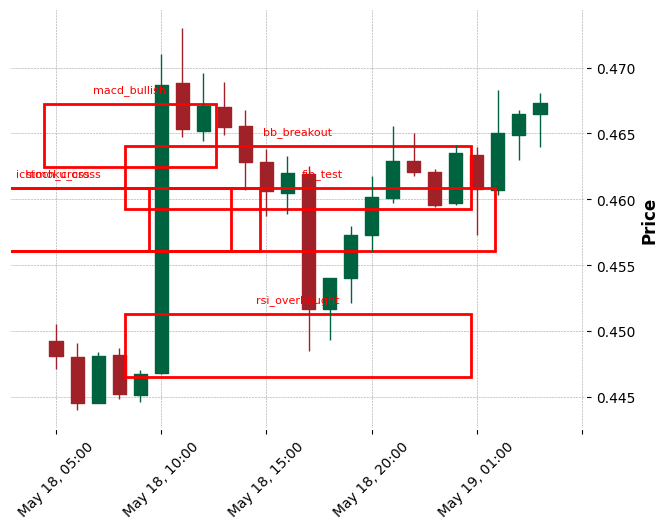 macd_bullish
bb_breakout
fib_test
rsi_overbought
0.470
0.465
0.460
0.455
0.450
0.445
Price
May 18, 05:00
May 18, 10:00
May 18, 15:00
May 18, 20:00
May 19, 01:00